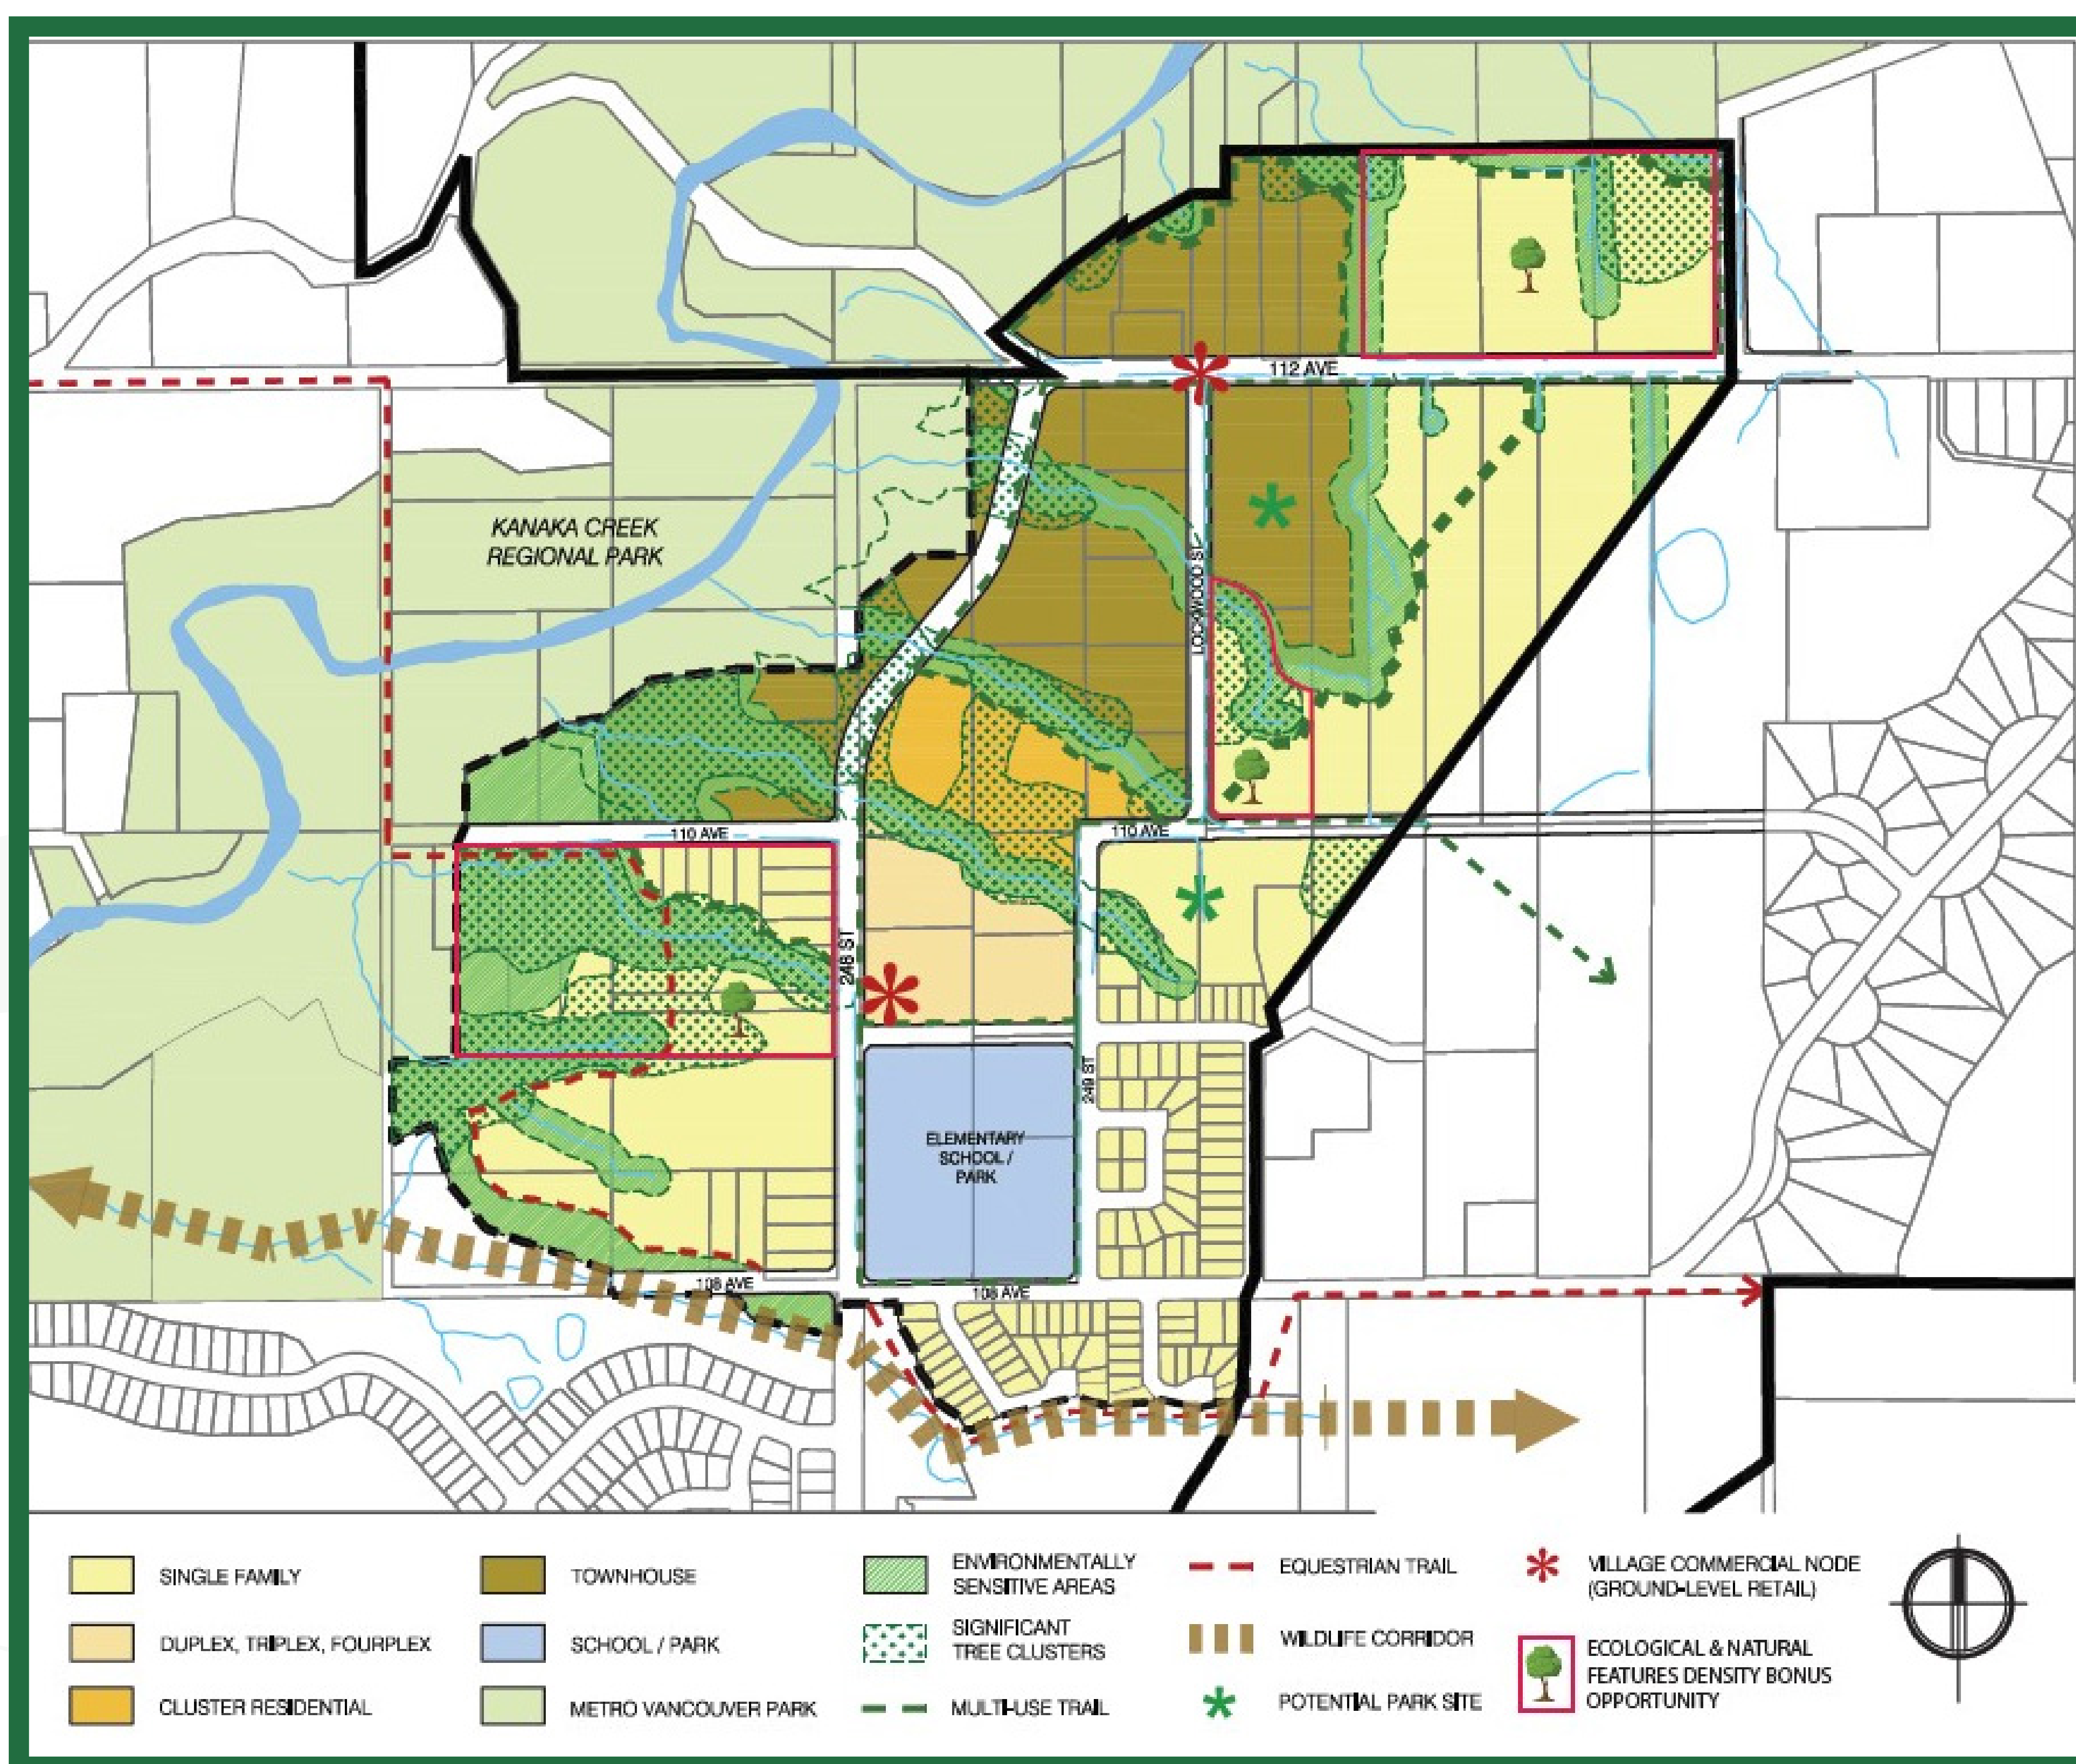 112 AVE
KANAKA CREEK
REGIONAL PARK
LOCKWOOD ST
110 AVE
110 AVE
248 ST
249 ST
ELEMENTARY
SCHOOL /
PARK
108 AVE
108 AVE
SINGLE FAMILY
DUPLEX, TRIPLEX, FOURPLEX
CLUSTER RESIDENTIAL
TOWNHOUSE
SCHOOL / PARK
METRO VANCOUVER PARK
ENVIRONMENTALLY
SENSITIVE AREAS
SIGNIFICANT
TREE CLUSTERS
MULTI-USE TRAIL
EQUESTRIAN TRAIL
WILDLIFE CORRIDOR
POTENTIAL PARK SITE
VILLAGE COMMERCIAL NODE
(GROUND-LEVEL RETAIL)
ECOLOGICAL & NATURAL
FEATURES DENSITY BONUS
OPPORTUNITY